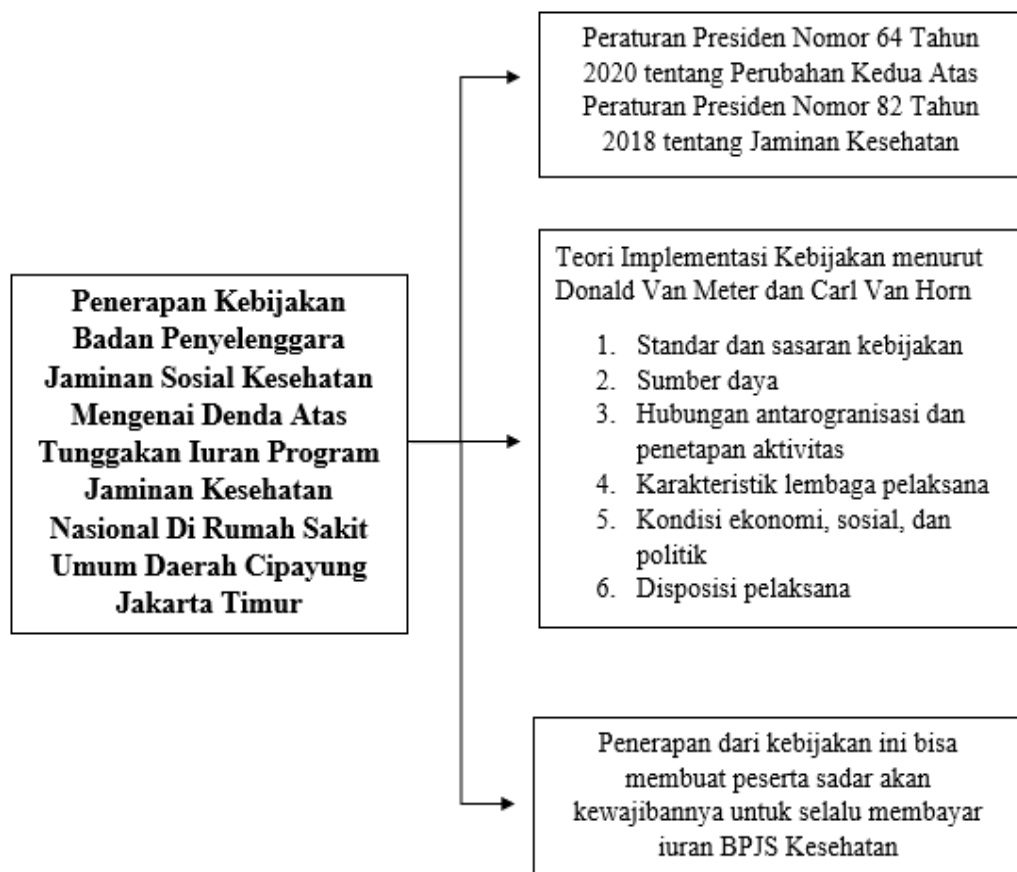 Penerapan Kebijakan
Badan Penyelenggara
Jaminan Sosial Kesehatan
Mengenai Denda Atas
Tunggakan Iuran Program
Jaminan Kesehatan
Nasional Di Rumah Sakit
Umum Daerah Cipayung
Jakarta Timur
Peraturan Presiden Nomor 64 Tahun
2020 tentang Perubahan Kedua Atas
Peraturan Presiden Nomor 82 Tahun
2018 tentang Jaminan Kesehatan
Teori Implementasi Kebijakan menurut
Donald Van Meter dan Carl Van Horn
1. Standar dan sasaran kebijakan
2. Sumber daya
3. Hubungan antarogranisasi dan
penetapan aktivitas
4. Karakteristik lembaga pelaksana
5. Kondisi ekonomi, sosial, dan
politik
6. Disposisi pelaksana
Penerapan dari kebijakan ini bisa
membuat peserta sadar akan
kewajibannya untuk selalu membayar
iuran BPJS Kesehatan